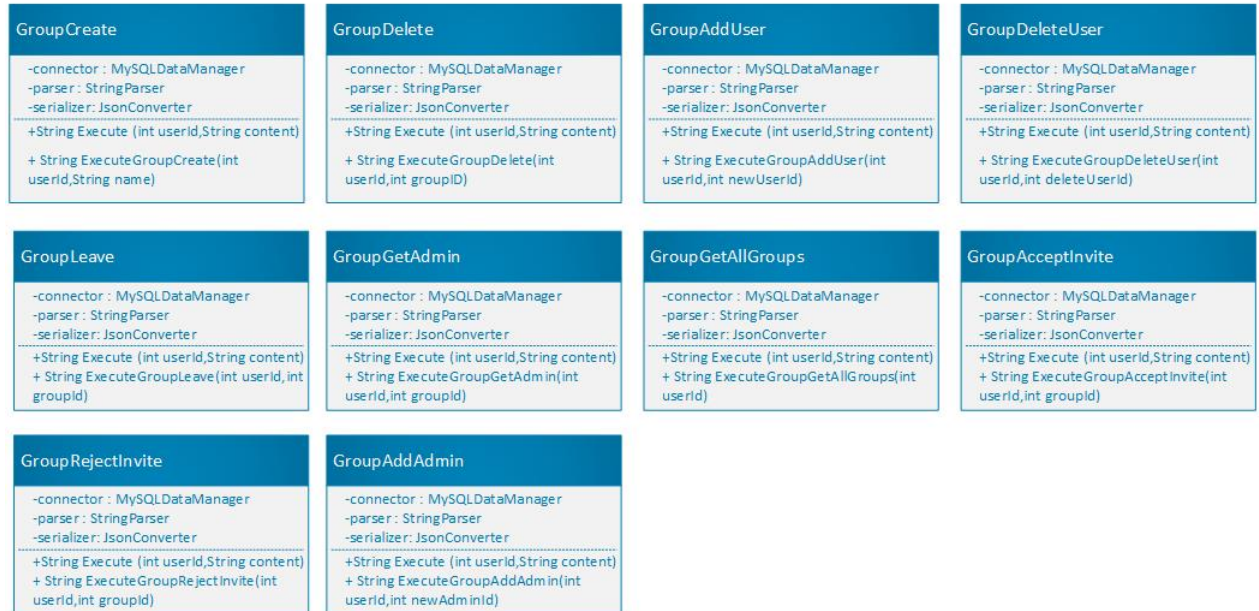 GroupCreate
-connector : MySQLDataManager
-parser : StringParser
-serializer: JsonConverter
+String Execute (int userId,String content)
+ String ExecuteGroupCreate(int
userId,String name)
GroupDelete
-connector : MySQLDataManager
-parser : StringParser
-serializer: JsonConverter
+String Execute (int userId,String content)
+ String ExecuteGroupDelete(int
userId,int groupID)
GroupAddUser
-connector : MySQLDataManager
-parser : StringParser
-serializer: JsonConverter
+String Execute (int userId,String content)
+ String ExecuteGroupAddUser(int
userId,int newUserId)
GroupDeleteUser
-connector : MySQLDataManager
-parser : StringParser
-serializer: JsonConverter
+String Execute (int userId,String content)
+ String ExecuteGroupDeleteUser(int
userId,int deleteUserId)
GroupLeave
-connector : MySQLDataManager
-parser : StringParser
-serializer: JsonConverter
+String Execute (int userId,String content)
+ String ExecuteGroupLeave(int userId,int
groupId)
GroupGetAdmin
-connector : MySQLDataManager
-parser : StringParser
-serializer: JsonConverter
+String Execute (int userId,String content)
+ String ExecuteGroupGetAdmin(int
userId,int groupId)
GroupGetAllGroups
-connector : MySQLDataManager
-parser : StringParser
-serializer: JsonConverter
+String Execute (int userId,String content)
+ String ExecuteGroupGetAllGroups(int
userId)
GroupAcceptInvite
-connector : MySQLDataManager
-parser : StringParser
-serializer: JsonConverter
+String Execute (int userId,String content)
+ String ExecuteGroupAcceptInvite(int
userId,int groupId)
GroupRejectInvite
-connector : MySQLDataManager
-parser : StringParser
-serializer: JsonConverter
+String Execute (int userId,String content)
+ String ExecuteGroupRejectInvite(int
userId,int groupId)
GroupAddAdmin
-connector : MySQLDataManager
-parser : StringParser
-serializer: JsonConverter
+String Execute (int userId,String content)
+ String ExecuteGroupAddAdmin(int
userId,int newAdminId)